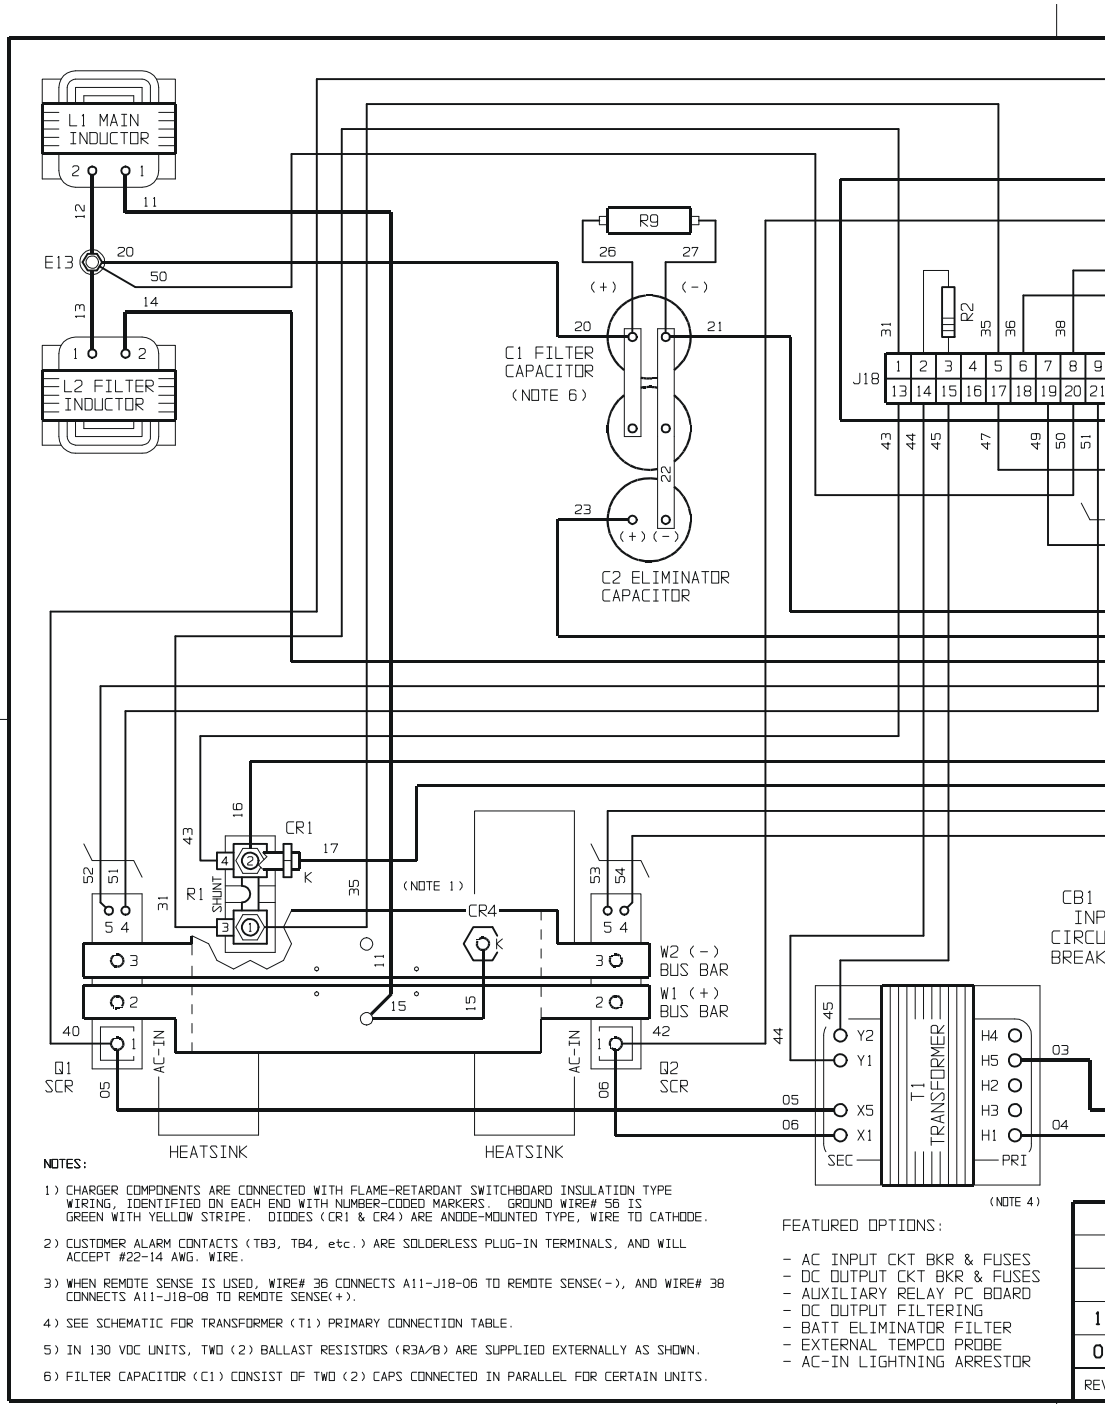 L1 MAIN
INDUCTOR
2 1
12
11
E13
20
50
13
14
1 2
L2 FILTER
INDUCTOR
R9
26 27
(+) (-)
20 21
C1 FILTER
CAPACITOR
(NOTE 6)
22
23
(+) (-)
C2 ELIMINATOR
CAPACITOR
R2
31 35 36 38
J18
1 2 3 4 5 6 7 8 9
13 14 15 16 17 18 19 20 21
43 44 45 47 49 50 51
16
43
CR1
17
52 51
4 2
K
R1
SHUNT
31
35
(NOTE 1)
53 54
5 4
3 1
CR4
5 4
K
3
11
3
W2 (-)
BUS BAR
2
15
15
2
W1 (+)
BUS BAR
40
1
AC-IN
AC-IN
1
42
Q1
SCR
05
06
Q2
SCR
HEATSINK
HEATSINK
CB1
INP
CIRCU
BREAK
45
44
Y2
Y1
X5
X1
SEC
T1
TRANSFORMER
H4
H5
H2
H3
H1
PRI
03
04
05
06
(NOTE 4)
NOTES:
1) CHARGER COMPONENTS ARE CONNECTED WITH FLAME-RETARDANT SWITCHBOARD INSULATION TYPE
WIRING, IDENTIFIED ON EACH END WITH NUMBER-CODED MARKERS. GROUND WIRE# 56 IS
GREEN WITH YELLOW STRIPE. DIODES (CR1 & CR4) ARE ANODE-MOUNTED TYPE, WIRE TO CATHODE.
2) CUSTOMER ALARM CONTACTS (TB3, TB4, etc.) ARE SOLDERLESS PLUG-IN TERMINALS, AND WILL
ACCEPT #22-14 AWG. WIRE.
3) WHEN REMOTE SENSE IS USED, WIRE# 36 CONNECTS A11-J18-06 TO REMOTE SENSE(-), AND WIRE# 38
CONNECTS A11-J18-08 TO REMOTE SENSE(+).
4) SEE SCHEMATIC FOR TRANSFORMER (T1) PRIMARY CONNECTION TABLE.
5) IN 130 VDC UNITS, TWO (2) BALLAST RESISTORS (R3A/B) ARE SUPPLIED EXTERNALLY AS SHOWN.
6) FILTER CAPACITOR (C1) CONSIST OF TWO (2) CAPS CONNECTED IN PARALLEL FOR CERTAIN UNITS.
FEATURED OPTIONS:
- AC INPUT CKT BKR & FUSES
- DC OUTPUT CKT BKR & FUSES
- AUXILIARY RELAY PC BOARD
- DC OUTPUT FILTERING
- BATT ELIMINATOR FILTER
- EXTERNAL TEMPCO PROBE
- AC-IN LIGHTNING ARRESTOR
1
0
REV